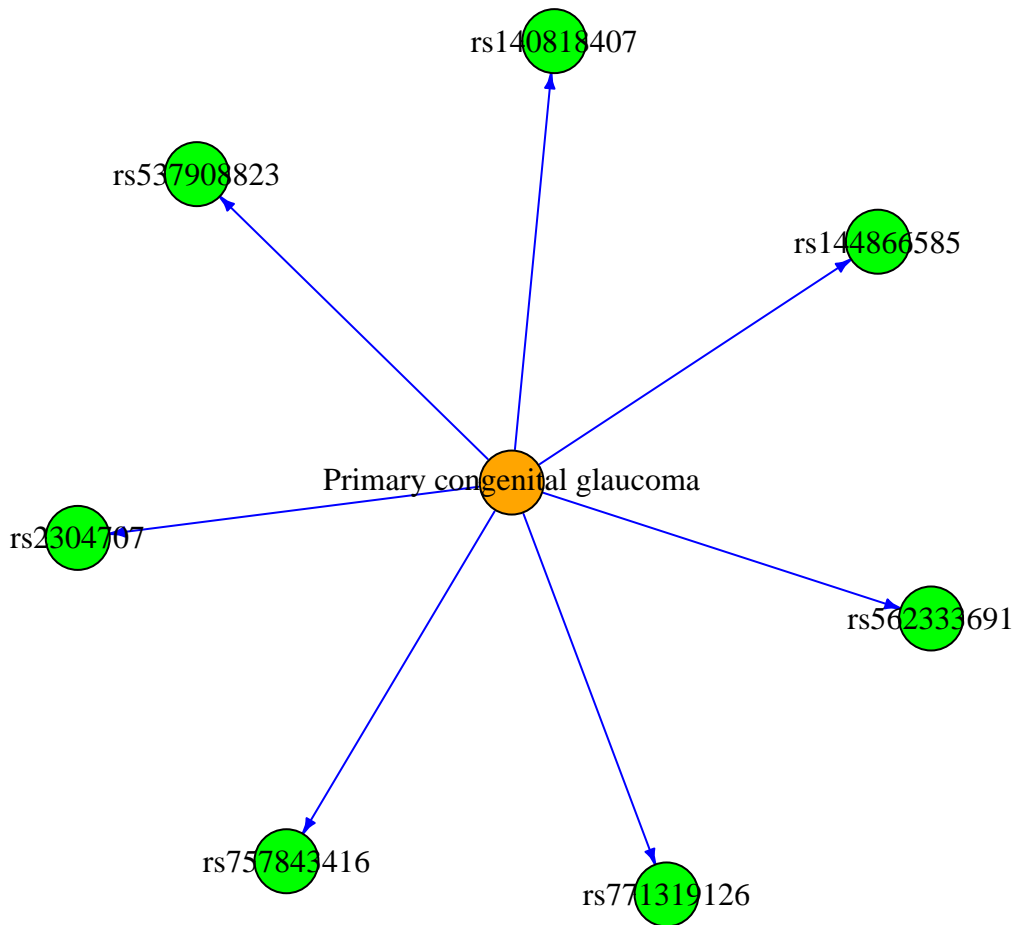 rs140818407
rs537908823
rs144866585
Primary congenital glaucoma
rs2304707
rs562333691
rs757843416
rs771319126